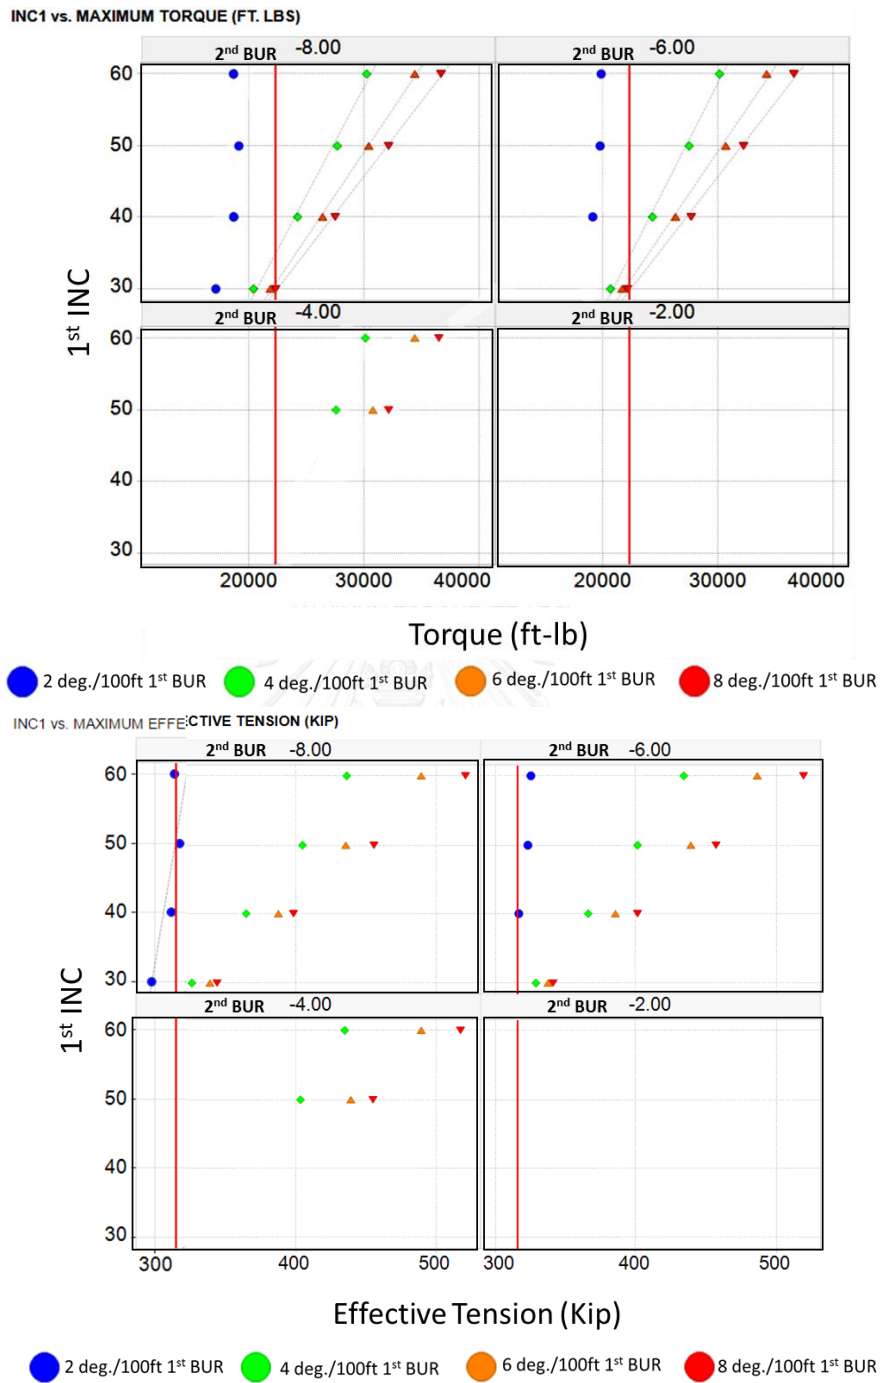 INC1 vs. MAXIMUM TORQUE (FT. LBS)
2nd BUR -8.00 2nd BUR -6.00
60
50
40
30
2nd BUR -4.00 2nd BUR -2.00
60
50
40
30
1st INC
20000 30000 40000 20000 30000 40000
Torque (ft-lb)
2 deg./100ft 1st BUR 4 deg./100ft 1st BUR 6 deg./100ft 1st BUR 8 deg./100ft 1st BUR
INC1 vs. MAXIMUM EFFECTIVE TENSION (KIP)
2nd BUR -8.00 2nd BUR -6.00
60
50
40
30
2nd BUR -4.00 2nd BUR -2.00
60
50
40
30
1st INC
300 400 500 300 400 500
Effective Tension (Kip)
2 deg./100ft 1st BUR 4 deg./100ft 1st BUR 6 deg./100ft 1st BUR 8 deg./100ft 1st BUR